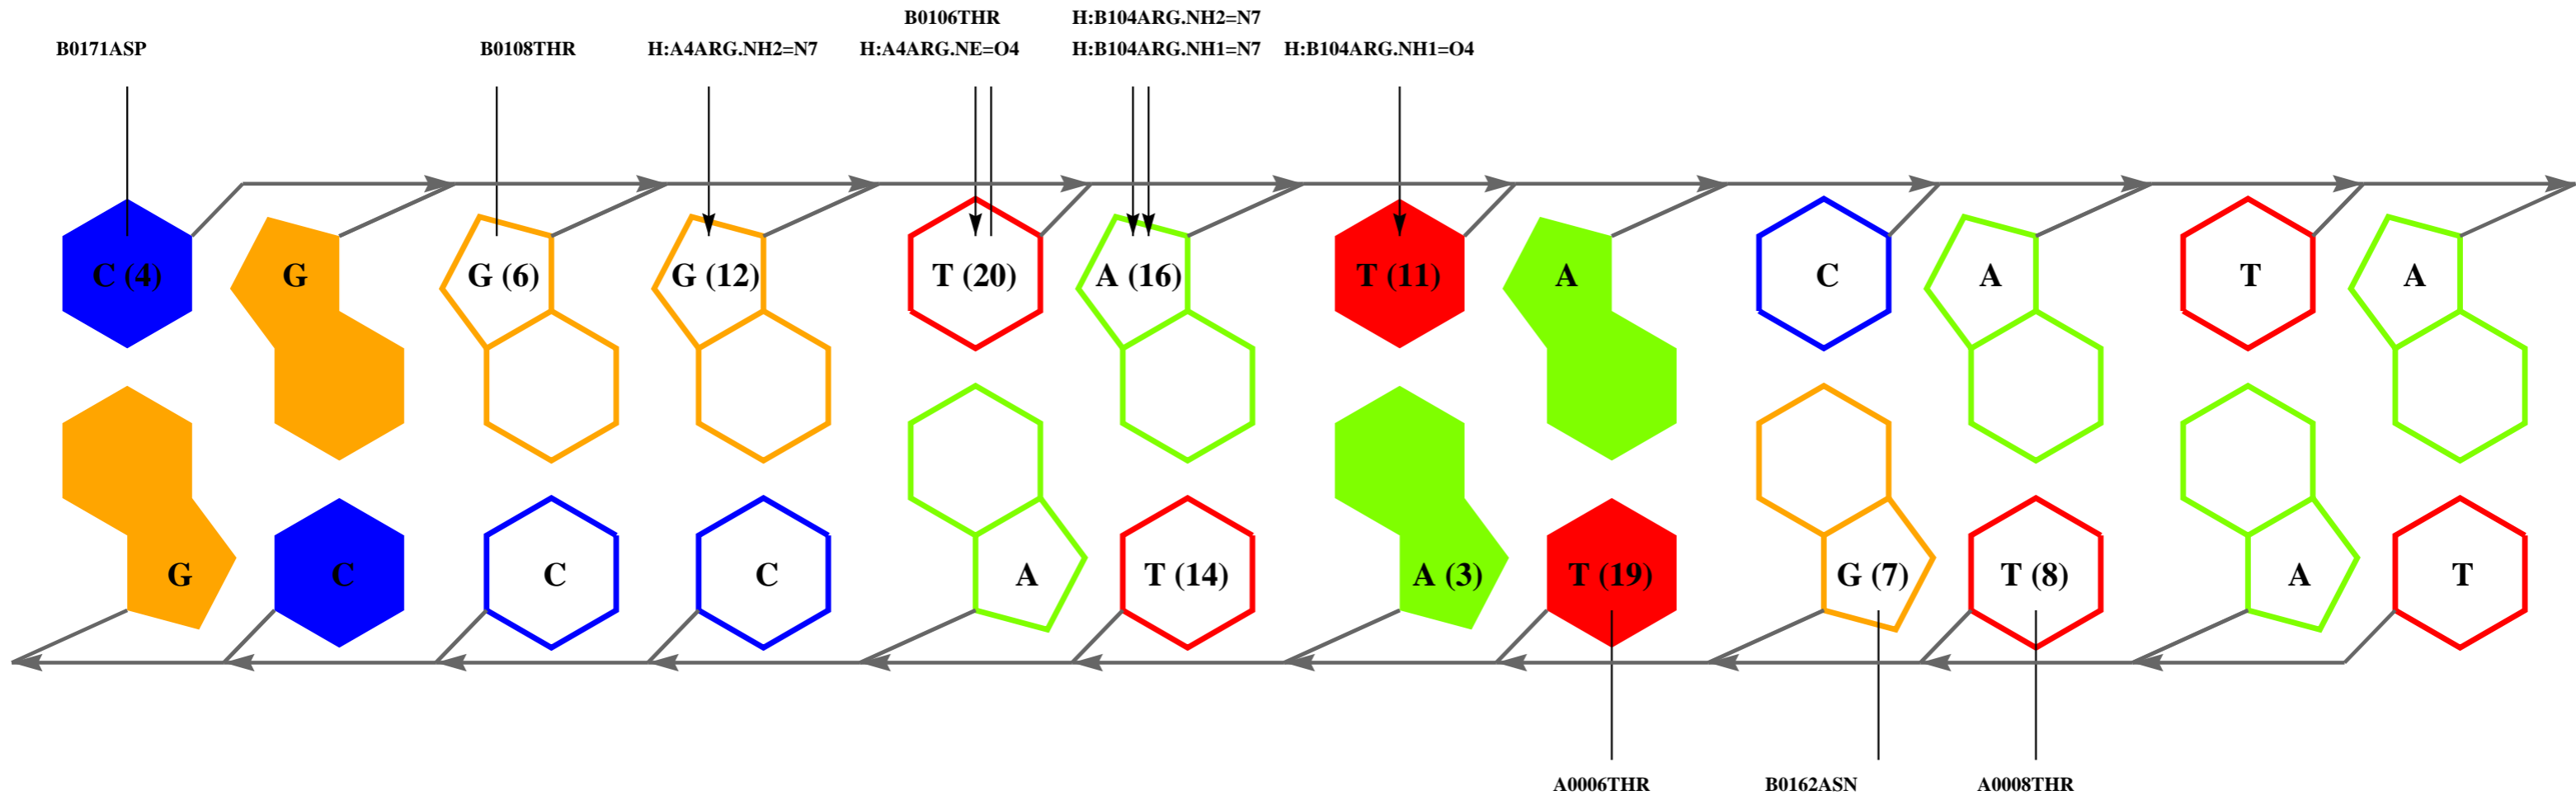 B0106THR H:B104ARG.NH2=N7
B0171ASP B0108THR H:A4ARG.NH2=N7 H:A4ARG.NE=O4 H:B104ARG.NH1=N7 H:B104ARG.NH1=O4
C (4) G G (6) G (12) T (20) A (16) T (11) A C A T A
G C C C A T (14) A (3) T (19) G (7) T (8) A T
A0006THR B0162ASN A0008THR